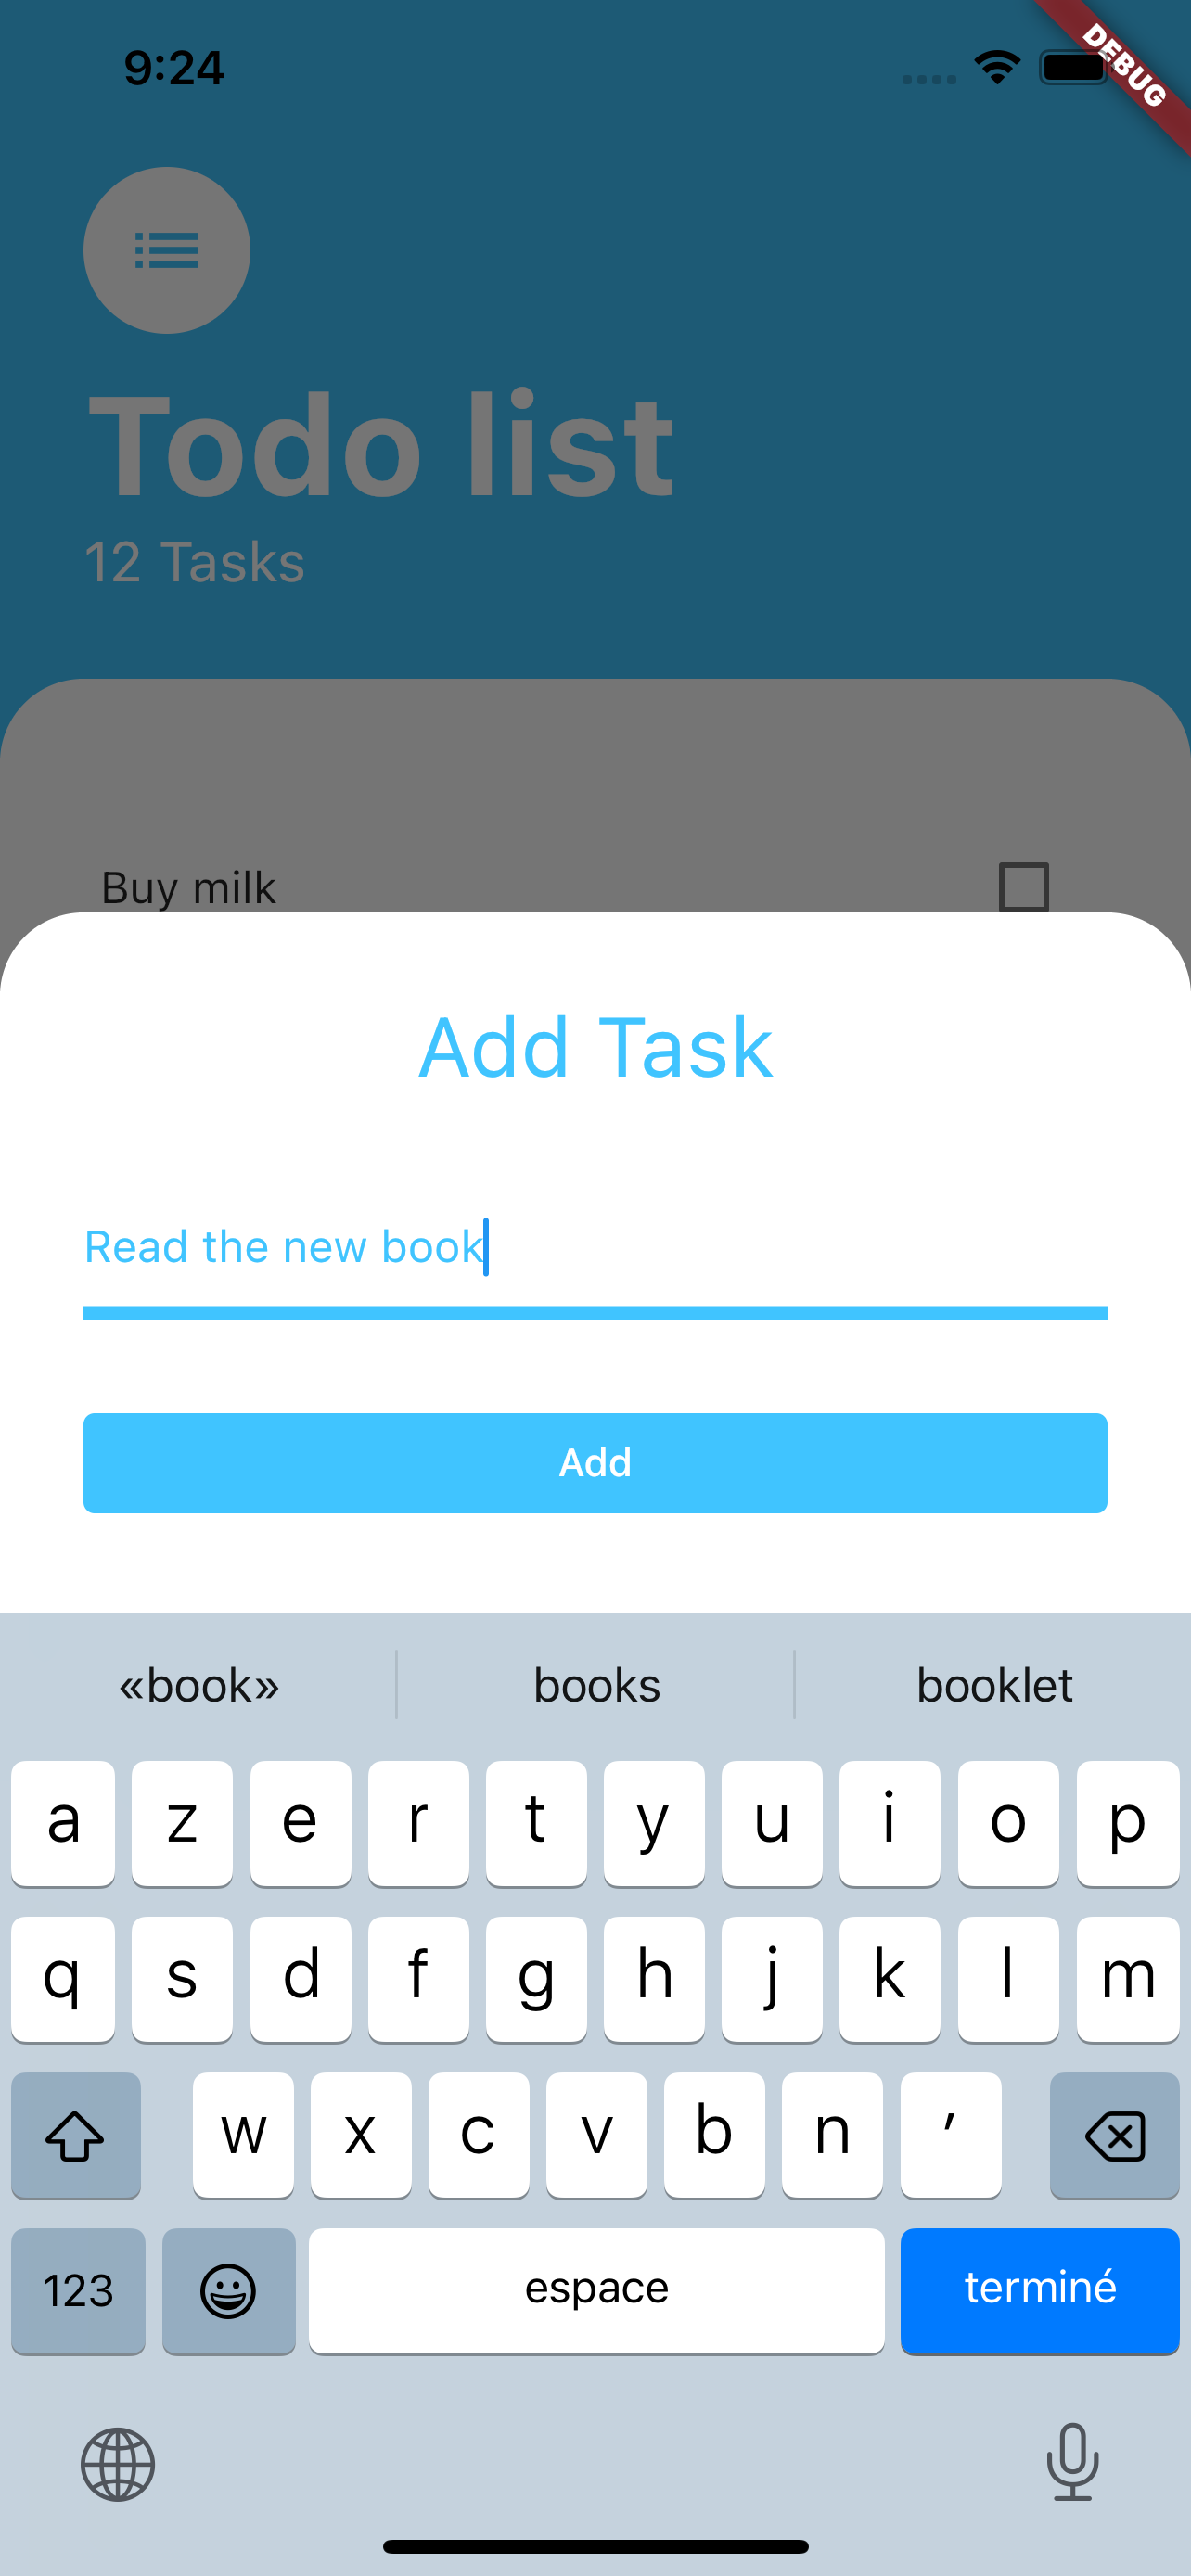 9:24
DEBUG
Todo list
12 Tasks
Buy milk
Add Task
Read the new book
Add
«book» books booklet
a z e r t y u i o p
q s d f g h j k l m
w x c v b n ’
123 espace terminé